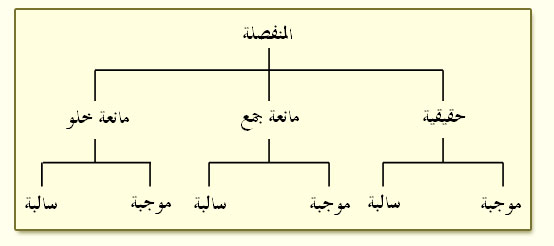 المنفصلة
حقيقية مانعة جمع مانعة خلو
موجبة سالبة موجبة سالبة موجبة سالبة